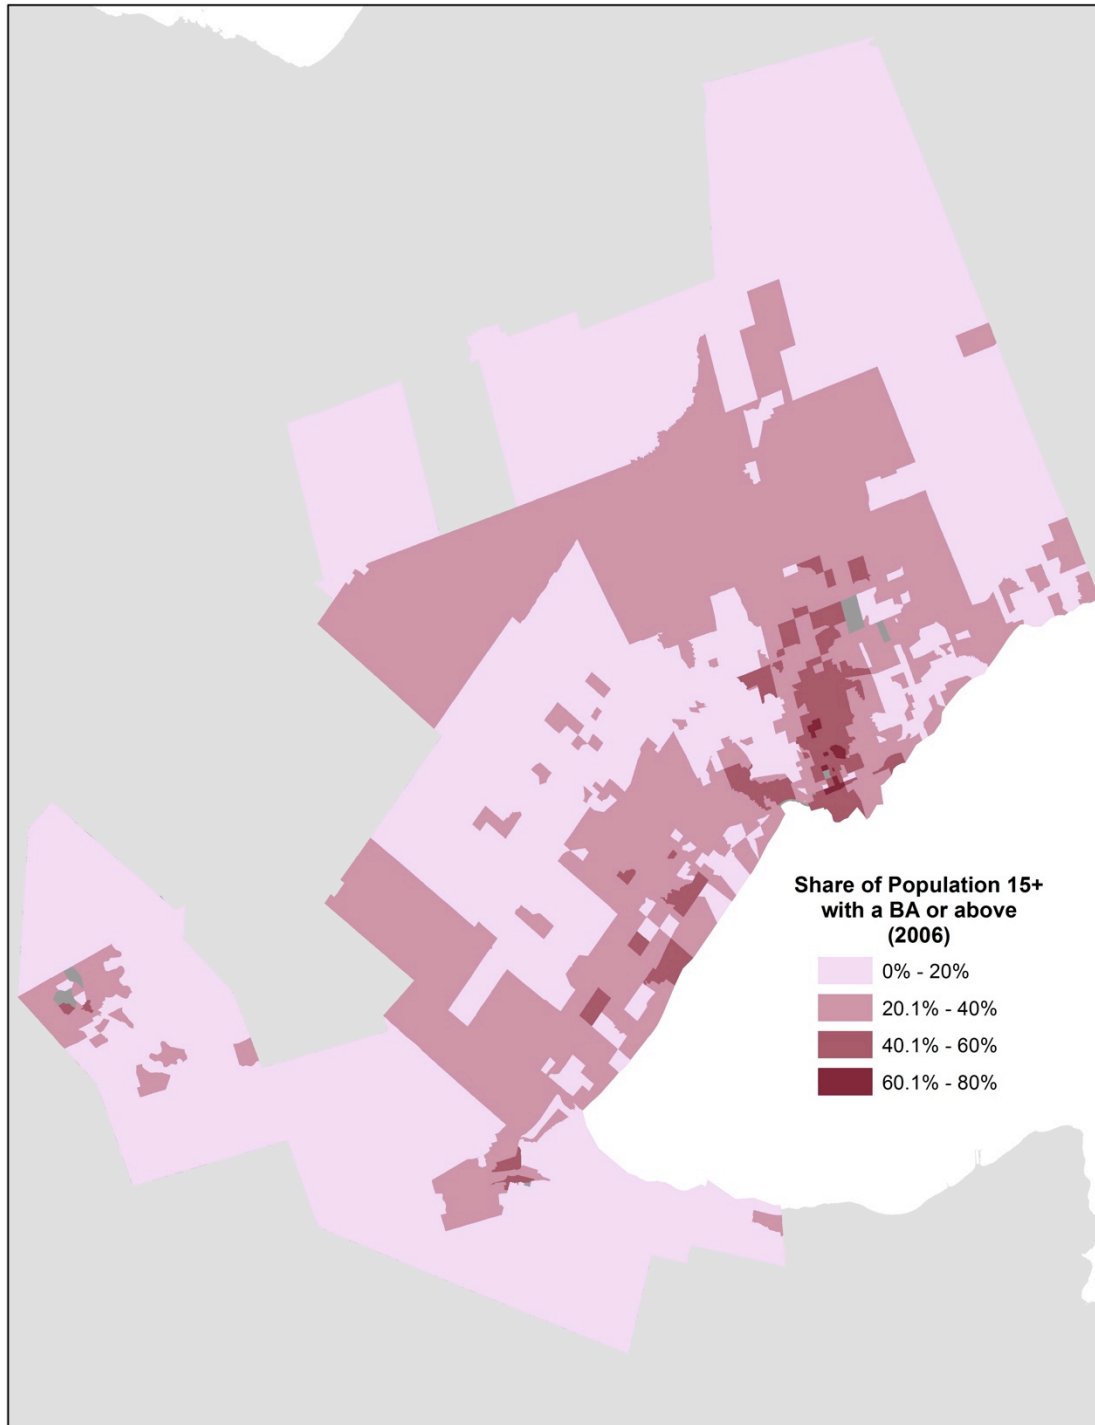 Share of Population 15+
with a BA or above
(2006)
0% - 20%
20.1% - 40%
40.1% - 60%
60.1% - 80%